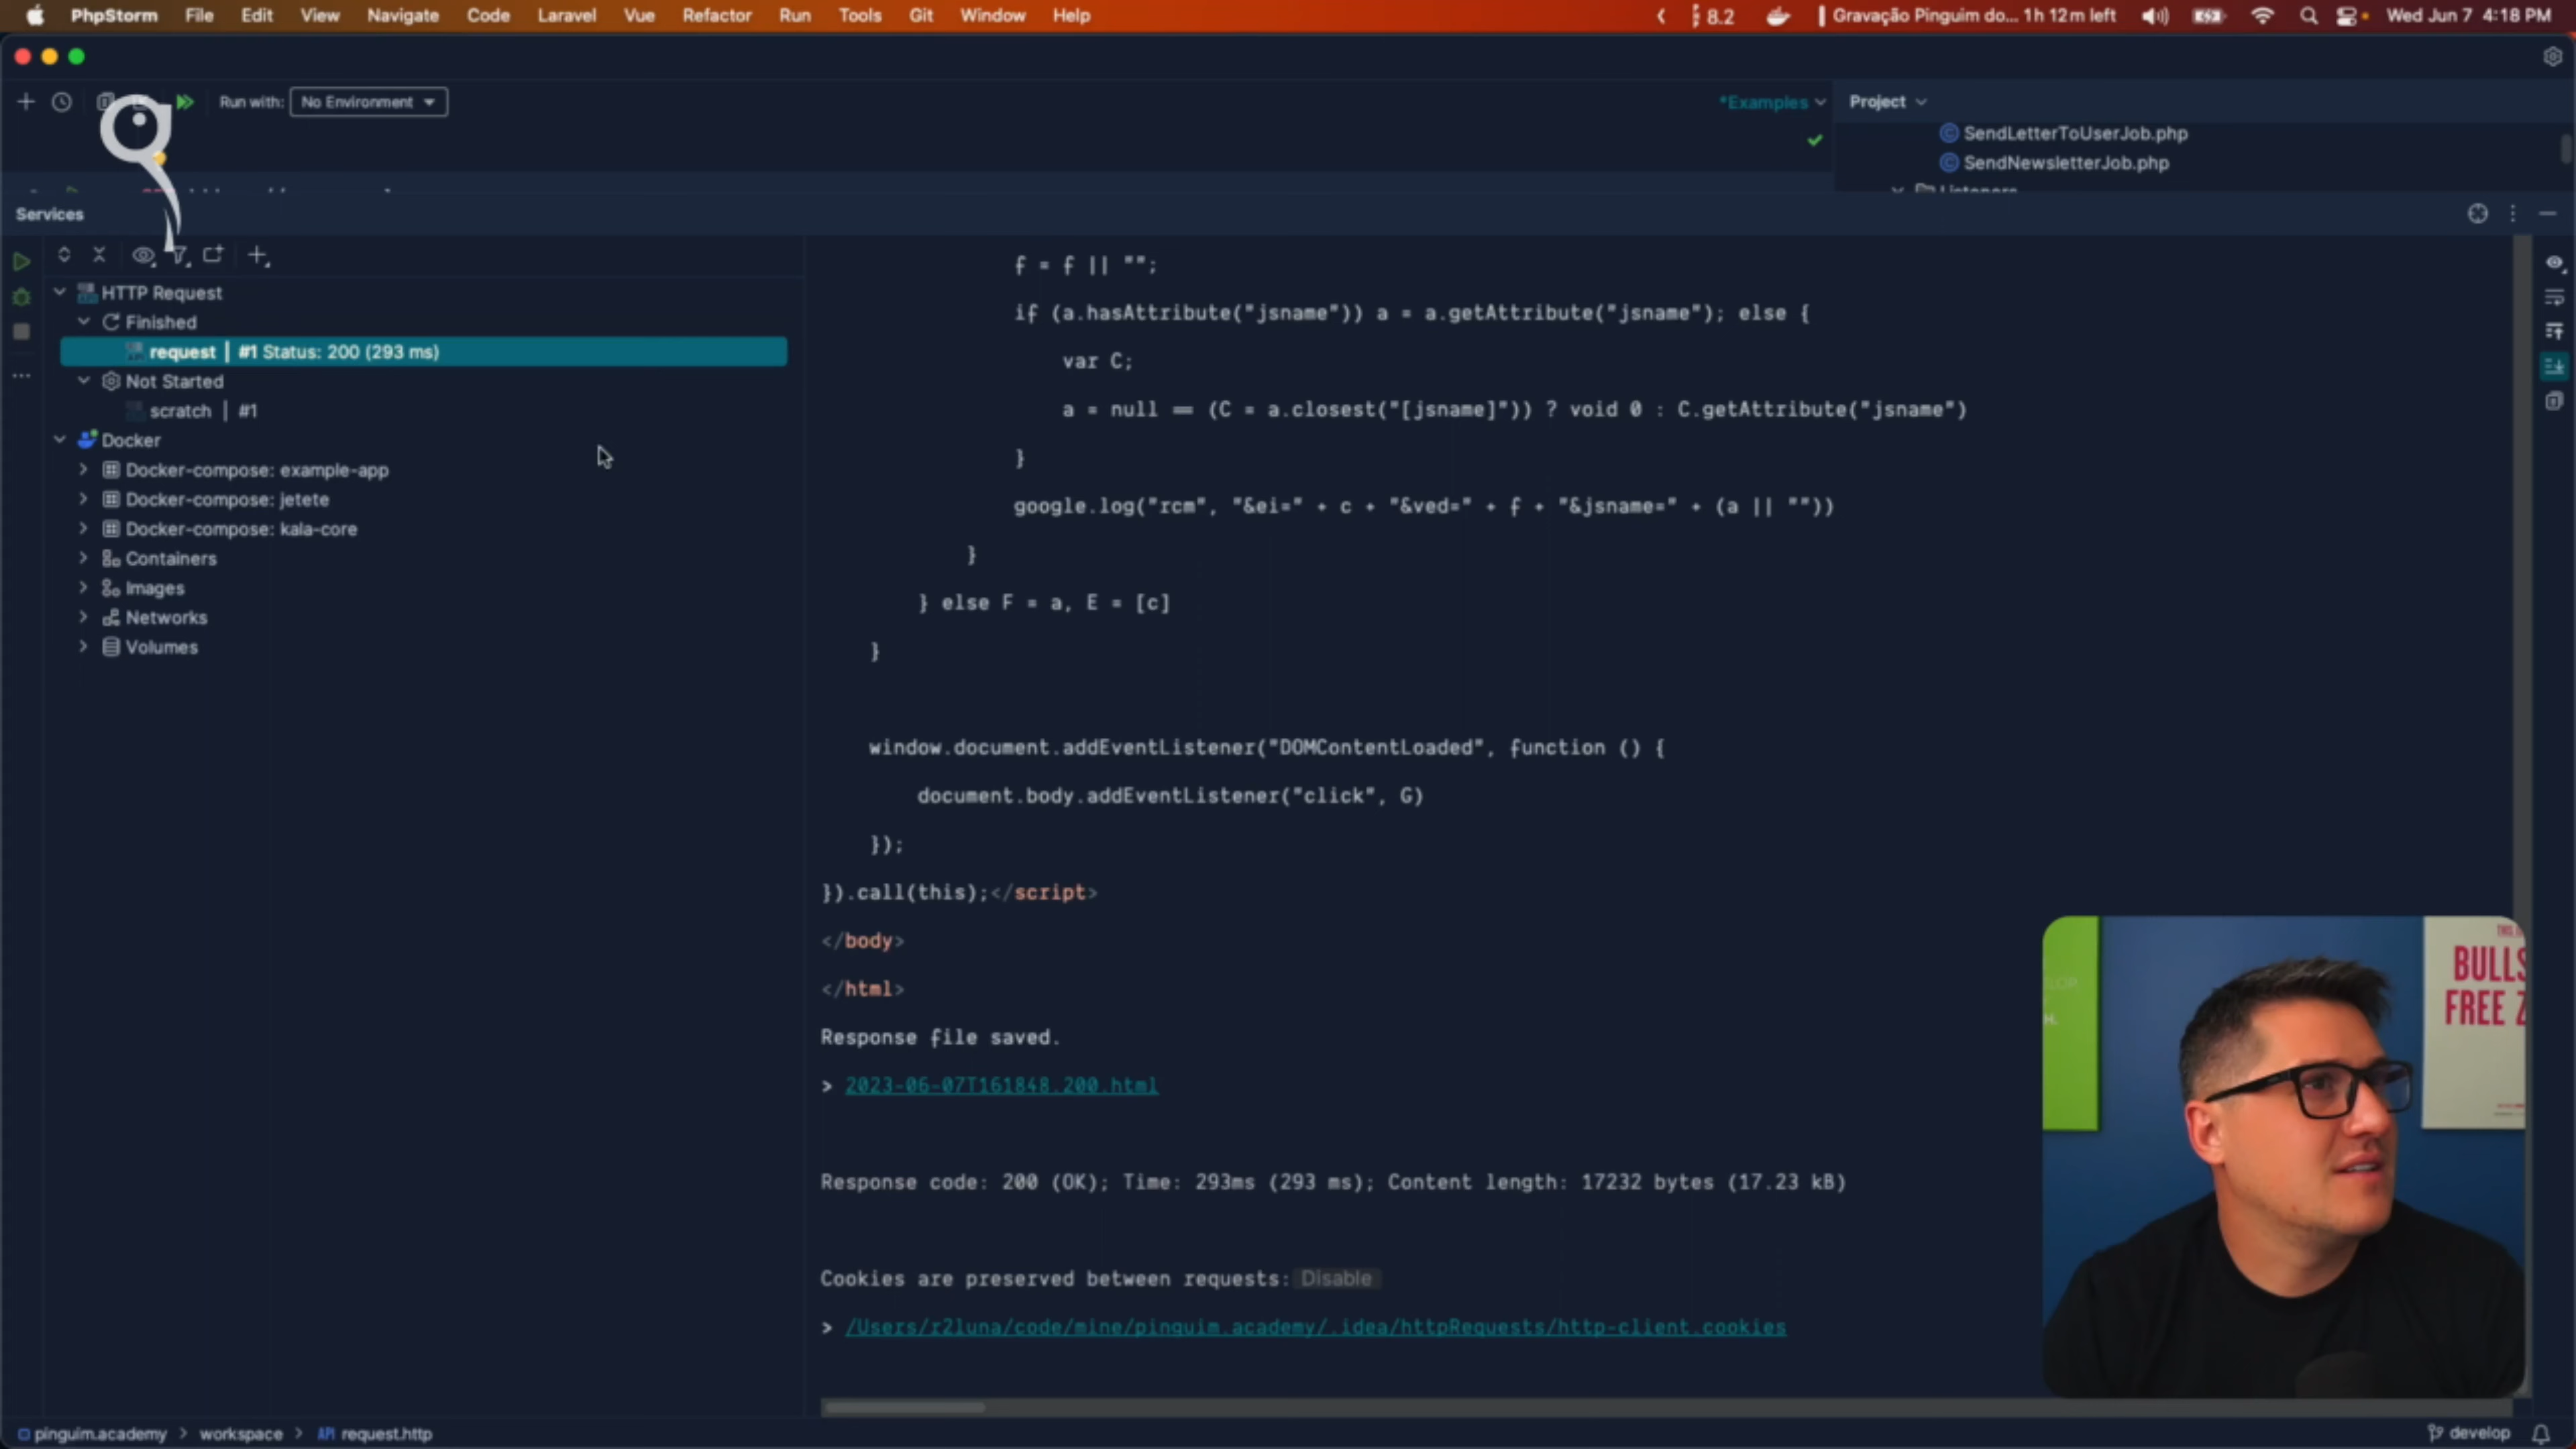 PhpStorm File Edit View Navigate Code Laravel Vue Refactor Run Tools Git Window Help 8.2 Gravação Pinguim do... 1h 12m left Wed Jun 7 4:18 PM
Run with: No Environment
*Examples
Project
SendLetterToUserJob.php
SendNewsletterJob.php
Listeners
Services
HTTP Request
Finished
request | #1 Status: 200 (293 ms)
Not Started
scratch | #1
Docker
Docker-compose: example-app
Docker-compose: jetete
Docker-compose: kala-core
Containers
Images
Networks
Volumes
f = f || "";
if (a.hasAttribute("jsname")) a = a.getAttribute("jsname"); else {
var C;
a = null == (C = a.closest("[jsname]")) ? void 0 : C.getAttribute("jsname")
}
google.log("rcm", "&ei=" + c + "&ved=" + f + "&jsname=" + (a || ""))
}
} else F = a, E = [c]
}
window.document.addEventListener("DOMContentLoaded", function () {
document.body.addEventListener("click", G)
});
}).call(this);</script>
</body>
</html>
Response file saved.
> 2023-06-07T161848.200.html
Response code: 200 (OK); Time: 293ms (293 ms); Content length: 17232 bytes (17.23 kB)
Cookies are preserved between requests: Disable
> /Users/r2luna/code/mine/pinguim.academy/.idea/httpRequests/http-client.cookies
BULLS
FREE Z
pinguim.academy > workspace > API request.http
develop